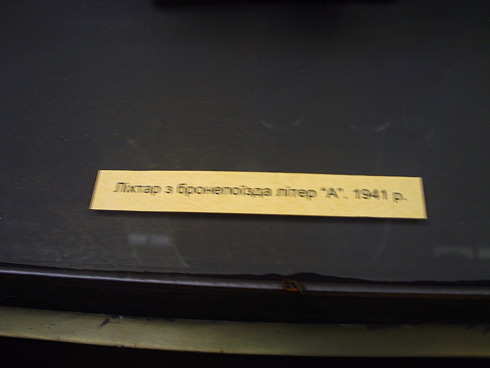 Ліхтар з бронепоїзда літер "А". 1941 р.